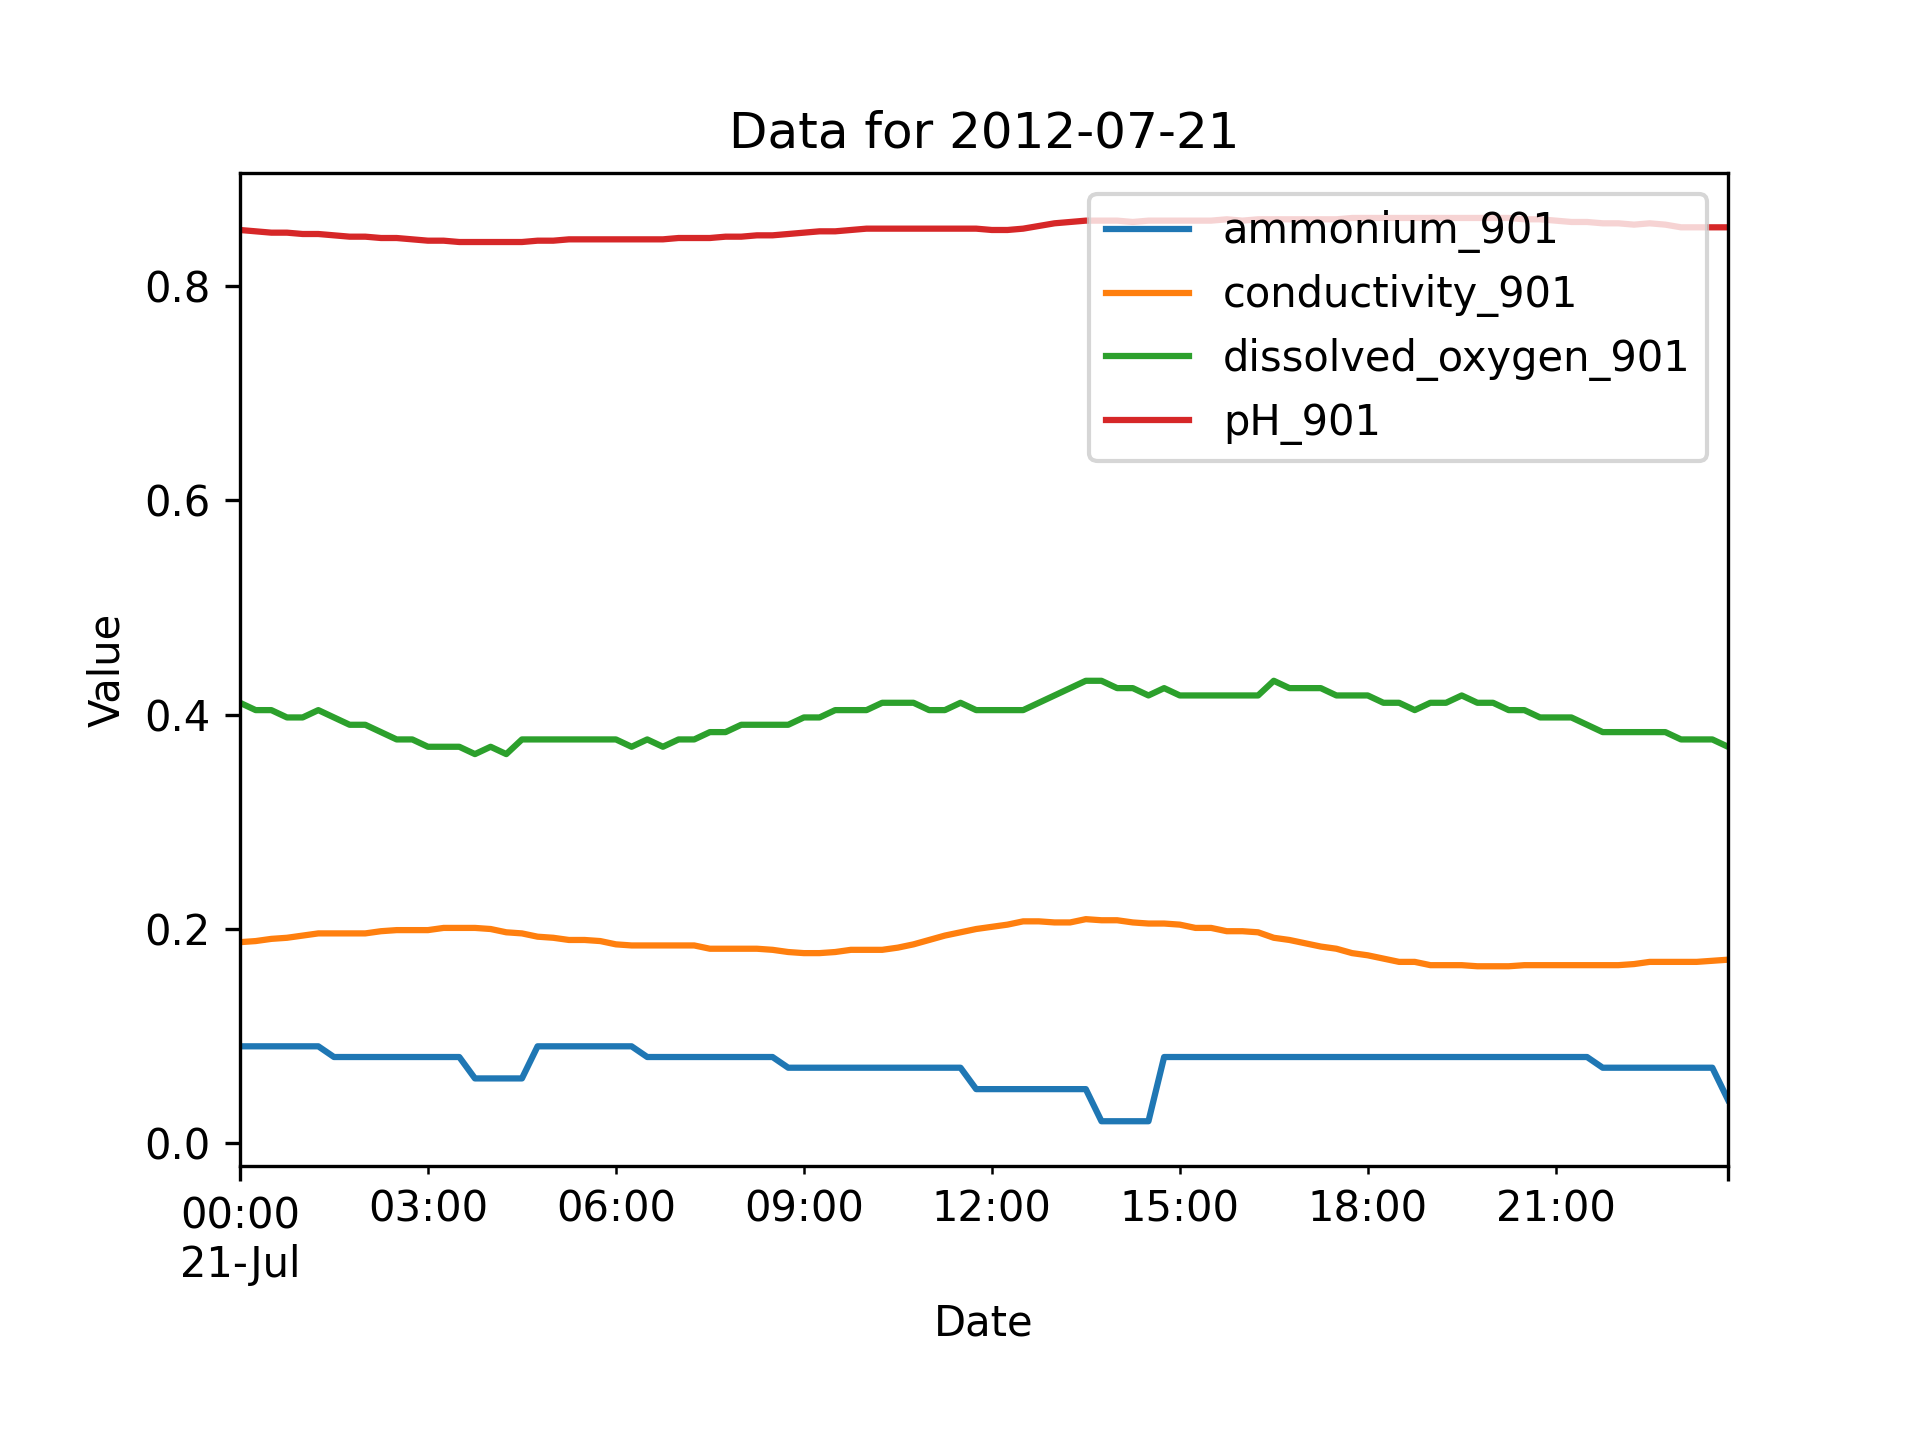 Data for 2012-07-21
ammonium_901
conductivity_901
dissolved_oxygen_901
pH_901
Value
0.8
0.6
0.4
0.2
0.0
00:00 03:00 06:00 09:00 12:00 15:00 18:00 21:00
21-Jul
Date